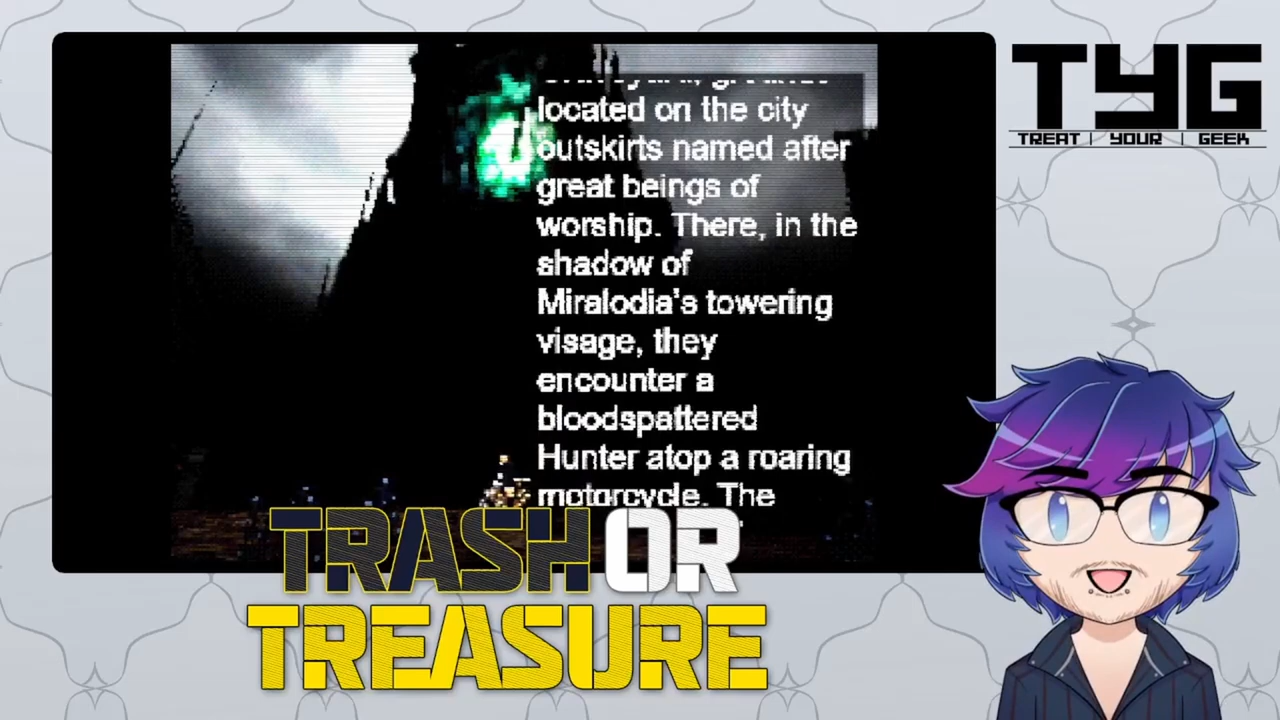 located on the city
outskirts named after
great beings of
worship. There, in the
shadow of
Miralodia's towering
visage, they
encounter a
bloodspattered
Hunter atop a roaring
motorcycle. The
TRASH OR
TREASURE
TYG
TREAT | YOUR | GEEK